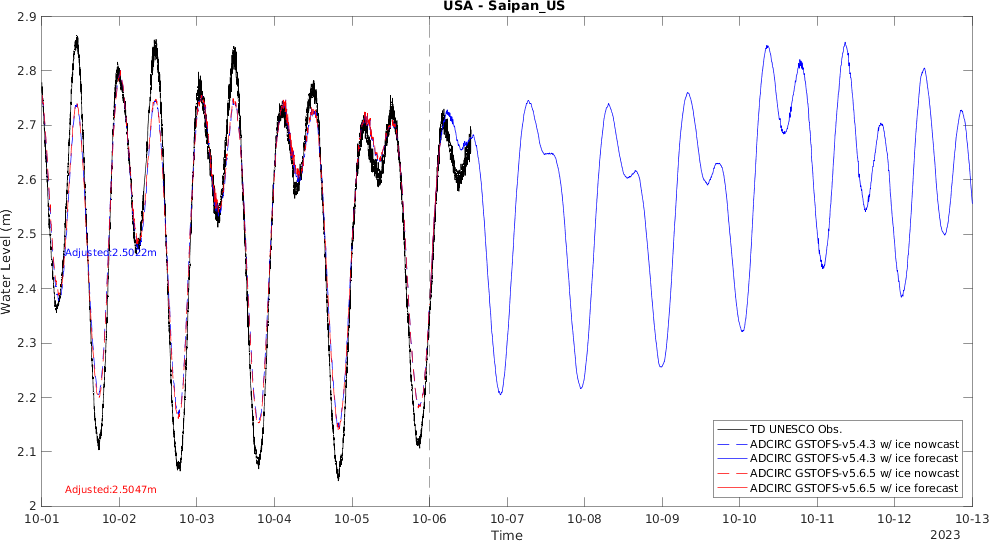 USA - Saipan_US
2.9
2.8
2.7
2.6
2.5
2.4
2.3
2.2
2.1
2
Water Level (m)
Adjusted:2.5022m
Adjusted:2.5047m
TD UNESCO Obs.
ADCIRC GSTOFS-v5.4.3 w/ ice nowcast
ADCIRC GSTOFS-v5.4.3 w/ ice forecast
ADCIRC GSTOFS-v5.6.5 w/ ice nowcast
ADCIRC GSTOFS-v5.6.5 w/ ice forecast
10-01 10-02 10-03 10-04 10-05 10-06 10-07 10-08 10-09 10-10 10-11 10-12 10-13
Time
2023